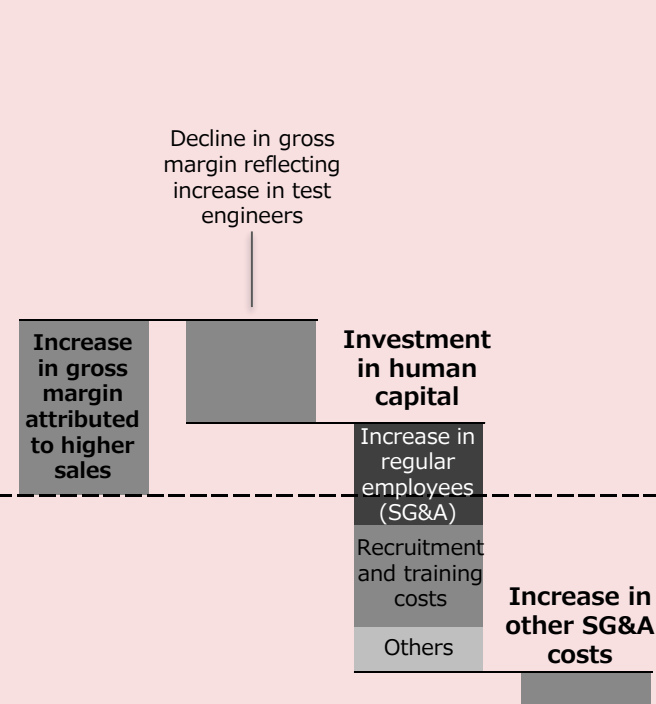 Decline in gross
margin reflecting
increase in test
engineers
Increase
in gross
margin
attributed
to higher
sales
Investment
in human
capital
Increase in
regular
employees
(SG&A)
Recruitment
and training
costs
Others
Increase in
other SG&A
costs